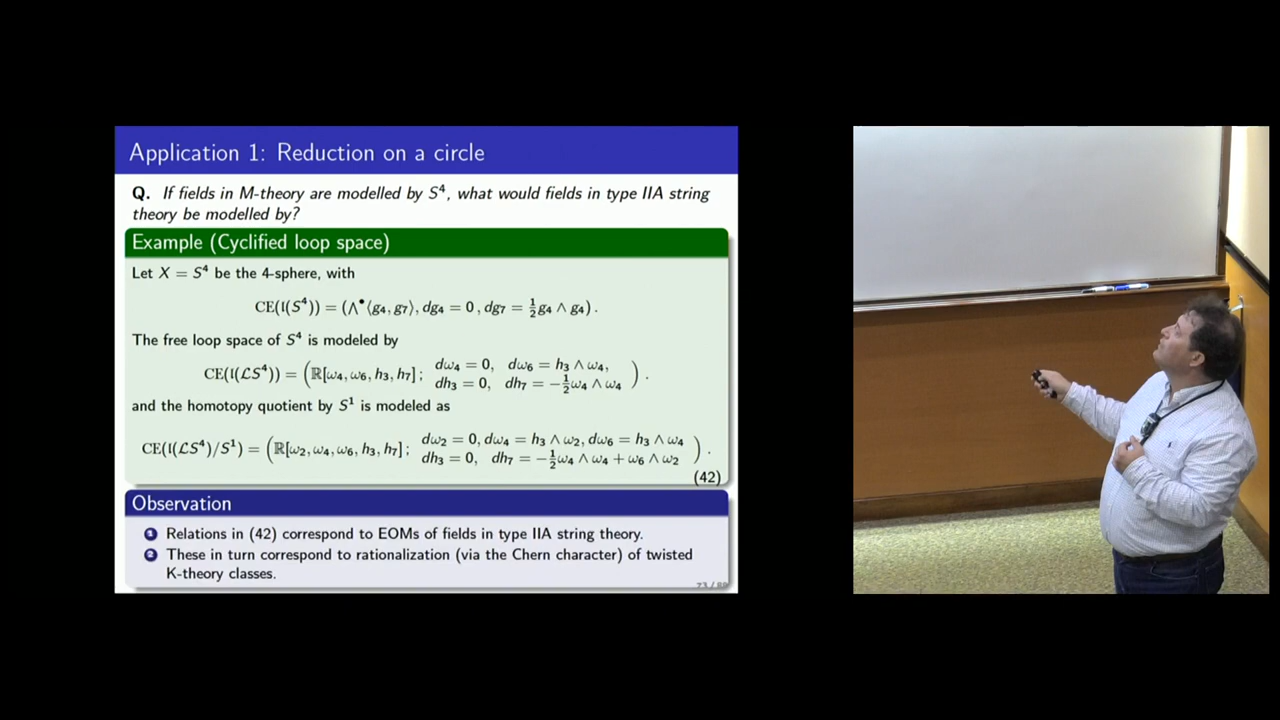 Application 1: Reduction on a circle
Q. If fields in M-theory are modelled by S⁴, what would fields in type IIA string
theory be modelled by?
Example (Cyclified loop space)
Let X = S⁴ be the 4-sphere, with
CE(𝔩(S⁴)) = (∧•⟨g₄, g₇⟩, dg₄ = 0 , dg₇ = ½g₄ ∧ g₄) .
The free loop space of S⁴ is modeled by
CE(𝔩(ℒS⁴)) = (ℝ[ω₄, ω₆, h₃, h₇] ; dω₄ = 0, dω₆ = h₃ ∧ ω₄,
dh₃ = 0, dh₇ = −½ω₄ ∧ ω₄ ) .
and the homotopy quotient by S¹ is modeled as
CE(𝔩(ℒS⁴)/S¹) = (ℝ[ω₂, ω₄, ω₆, h₃, h₇] ; dω₂ = 0, dω₄ = h₃ ∧ ω₂, dω₆ = h₃ ∧ ω₄
dh₃ = 0, dh₇ = −½ω₄ ∧ ω₄ + ω₆ ∧ ω₂ ) .
(42)
Observation
1 Relations in (42) correspond to EOMs of fields in type IIA string theory.
2 These in turn correspond to rationalization (via the Chern character) of twisted
K-theory classes.